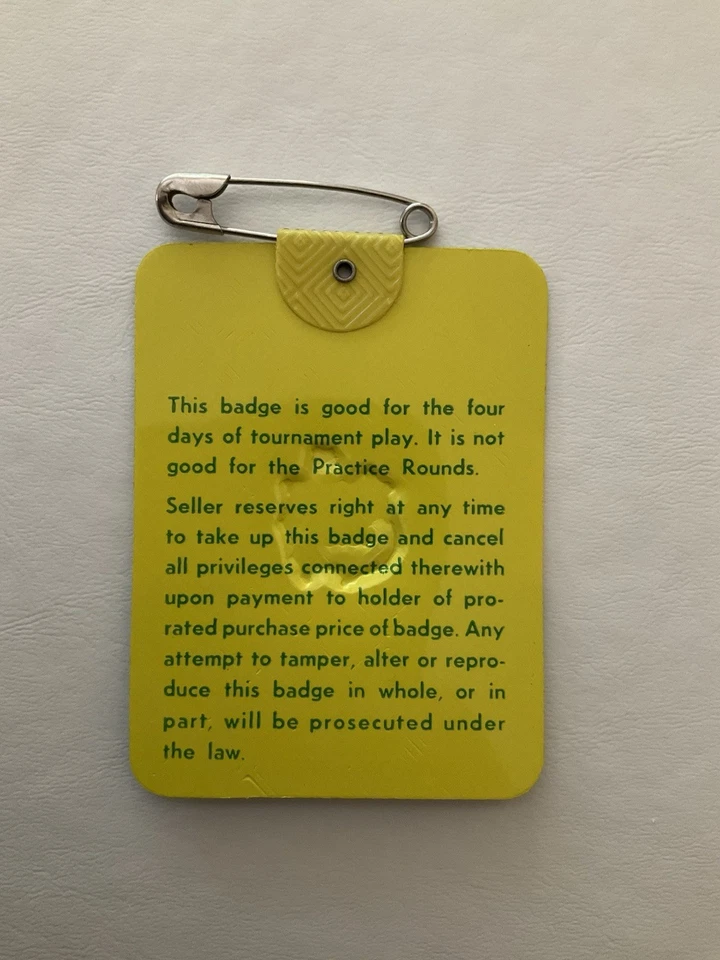 This badge is good for the four
days of tournament play. It is not
good for the Practice Rounds.
Seller reserves right at any time
to take up this badge and cancel
all privileges connected therewith
upon payment to holder of pro-
rated purchase price of badge. Any
attempt to tamper, alter or repro-
duce this badge in whole, or in
part, will be prosecuted under
the law.